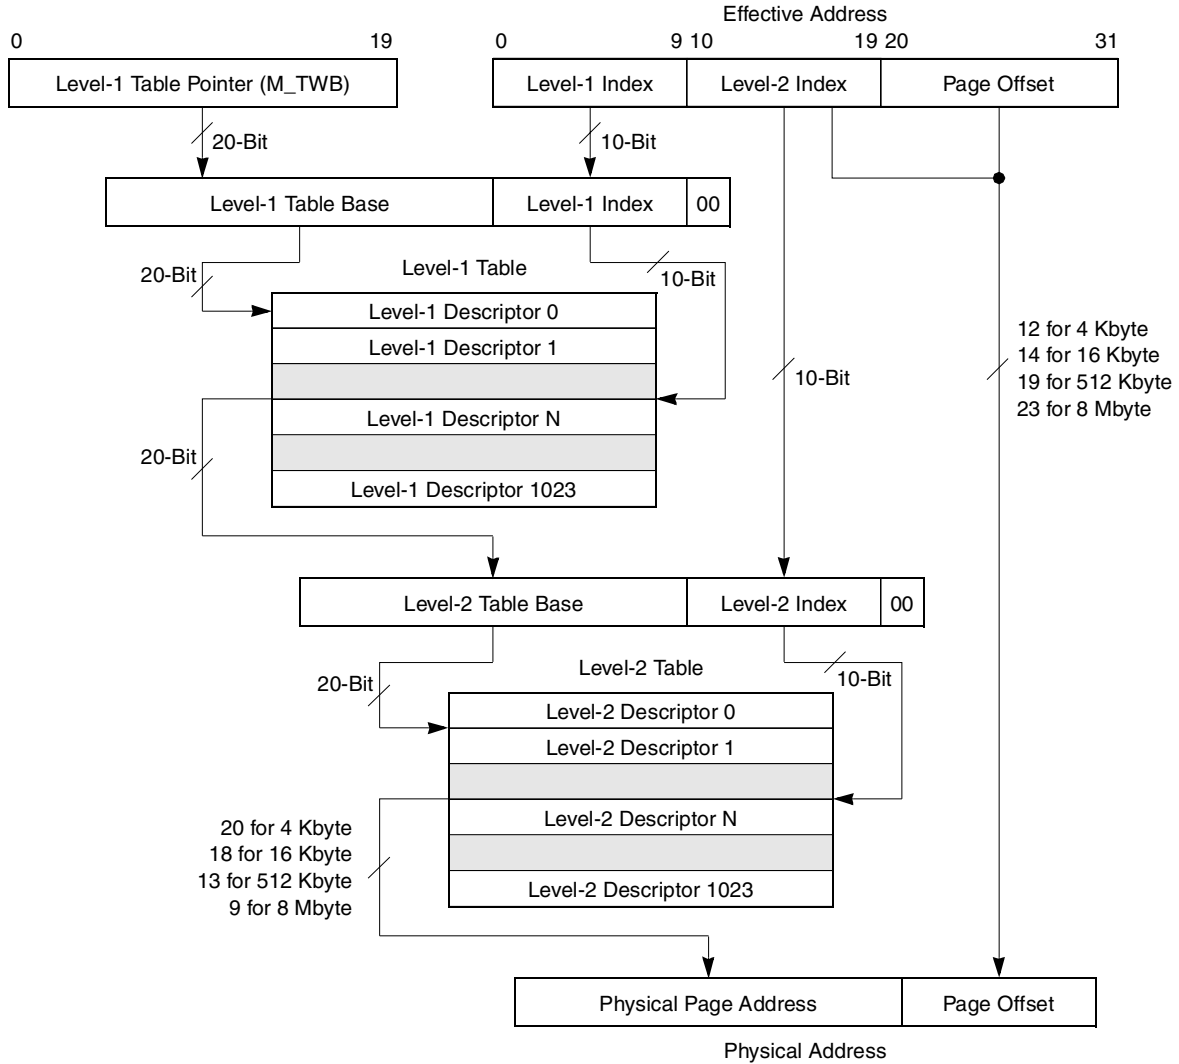 Effective Address
0 19 0 9 10 19 20 31
Level-1 Table Pointer (M_TWB) Level-1 Index Level-2 Index Page Offset
20-Bit 10-Bit
Level-1 Table Base Level-1 Index 00
20-Bit Level-1 Table 10-Bit
Level-1 Descriptor 0
Level-1 Descriptor 1
Level-1 Descriptor N
Level-1 Descriptor 1023
20-Bit
10-Bit
12 for 4 Kbyte
14 for 16 Kbyte
19 for 512 Kbyte
23 for 8 Mbyte
Level-2 Table Base Level-2 Index 00
20-Bit Level-2 Table 10-Bit
Level-2 Descriptor 0
Level-2 Descriptor 1
Level-2 Descriptor N
Level-2 Descriptor 1023
20 for 4 Kbyte
18 for 16 Kbyte
13 for 512 Kbyte
9 for 8 Mbyte
Physical Page Address Page Offset
Physical Address